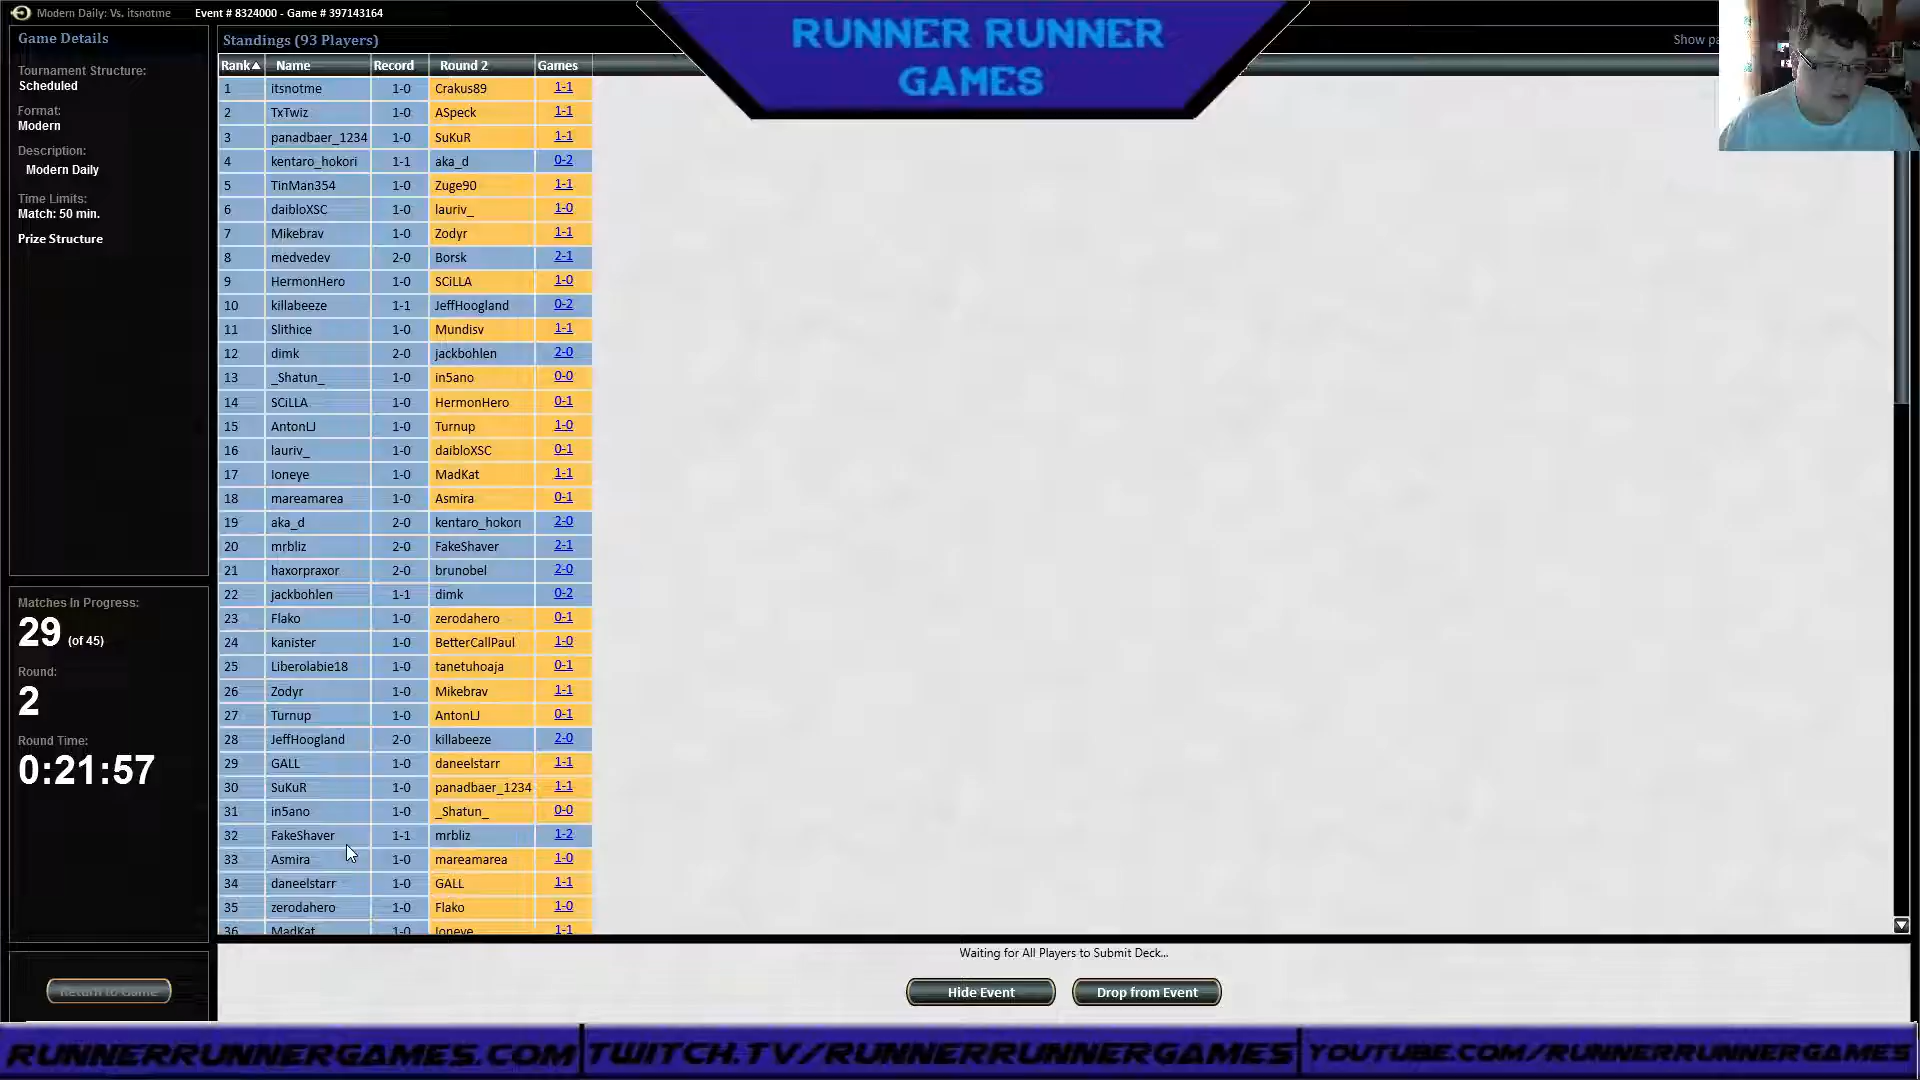 Modern Daily: Vs. itsnotme Event # 8324000 - Game # 397143164
Game Details
Tournament Structure:
Scheduled
Format:
Modern
Description:
Modern Daily
Time Limits:
Match: 50 min.
Prize Structure
Matches In Progress:
29 (of 45)
Round:
2
Round Time:
0:21:57
Return to Game
Standings (93 Players)
RUNNER RUNNER
GAMES
Show
Rank Name Record Round 2 Games
1 itsnotme 1-0 Crakus89 1-1
2 TxTwiz 1-0 ASpeck 1-1
3 panadbaer_1234 1-0 SuKuR 1-1
4 kentaro_hokori 1-1 aka_d 0-2
5 TinMan354 1-0 Zuge90 1-1
6 daibloXSC 1-0 lauriv_ 1-0
7 Mikebrav 1-0 Zodyr 1-1
8 medvedev 2-0 Borsk 2-1
9 HermonHero 1-0 SCiLLA 1-0
10 killabeeze 1-1 JeffHoogland 0-2
11 Slithice 1-0 Mundisv 1-1
12 dimk 2-0 jackbohlen 2-0
13 _Shatun_ 1-0 in5ano 0-0
14 SCiLLA 1-0 HermonHero 0-1
15 AntonLJ 1-0 Turnup 1-0
16 lauriv_ 1-0 daibloXSC 0-1
17 Ioneye 1-0 MadKat 1-1
18 mareamarea 1-0 Asmira 0-1
19 aka_d 2-0 kentaro_hokori 2-0
20 mrbliz 2-0 FakeShaver 2-1
21 haxorpraxor 2-0 brunobel 2-0
22 jackbohlen 1-1 dimk 0-2
23 Flako 1-0 zerodahero 0-1
24 kanister 1-0 BetterCallPaul 1-0
25 Liberolabie18 1-0 tanetuhoaja 0-1
26 Zodyr 1-0 Mikebrav 1-1
27 Turnup 1-0 AntonLJ 0-1
28 JeffHoogland 2-0 killabeeze 2-0
29 GALL 1-0 daneelstarr 1-1
30 SuKuR 1-0 panadbaer_1234 1-1
31 in5ano 1-0 _Shatun_ 0-0
32 FakeShaver 1-1 mrbliz 1-2
33 Asmira 1-0 mareamarea 1-0
34 daneelstarr 1-0 GALL 1-1
35 zerodahero 1-0 Flako 1-0
36 MadKat 1-0 Ioneye 1-1
Waiting for All Players to Submit Deck...
Hide Event Drop from Event
RUNNERRUNNERGAMES.COM TWITCH.TV/RUNNERRUNNERGAMES YOUTUBE.COM/RUNNERRUNNERGAMES